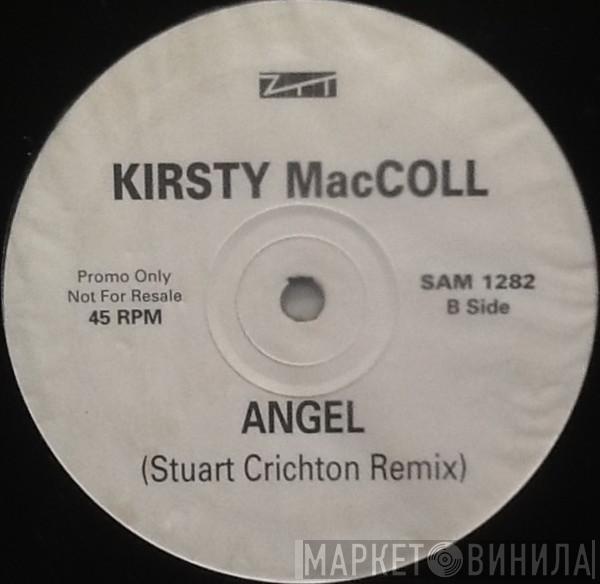 ZTT
KIRSTY MacCOLL
Promo Only
Not For Resale
45 RPM
SAM 1282
B Side
ANGEL
(Stuart Crichton Remix)
МАРКЕТ ВИНИЛА